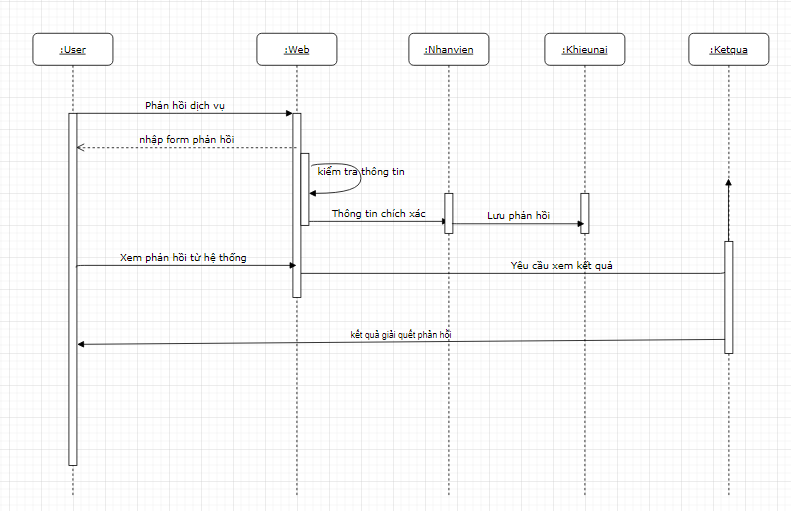 :User
:Web
:Nhanvien
:Khieunai
:Ketqua
Phản hồi dịch vụ
nhập form phản hồi
kiểm tra thông tin
Thông tin chích xác
Lưu phản hồi
Xem phản hồi từ hệ thống
Yêu cầu xem kết quả
kết quả giải quết phản hồi